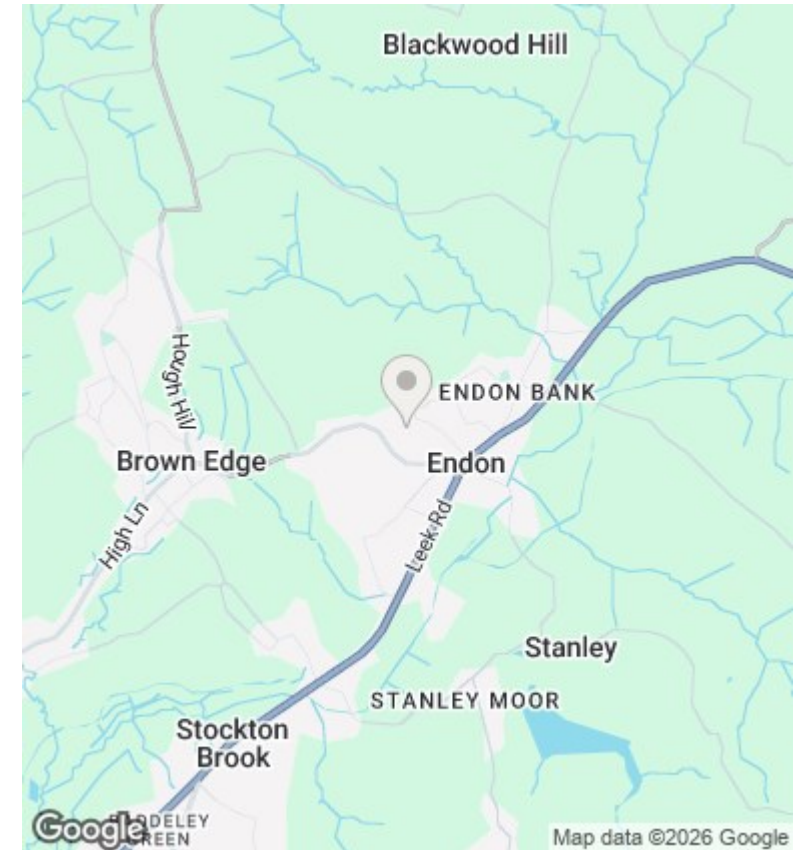 Blackwood Hill
Hough Hill
ENDON BANK
Brown Edge
Endon
High Ln
Leek Rd
Stanley
STANLEY MOOR
Stockton
Brook
GREEN
Google
Map data ©2026 Google